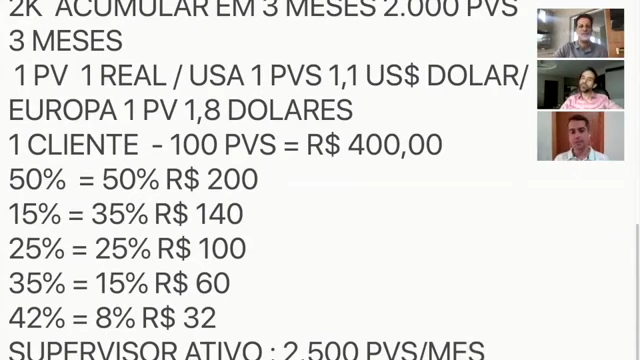 2K ACUMULAR EM 3 MESES 2.000 PVS
3 MESES
1 PV 1 REAL / USA 1 PVS 1,1 US$ DOLAR/
EUROPA 1 PV 1,8 DOLARES
1 CLIENTE - 100 PVS = R$ 400,00
50% = 50% R$ 200
15% = 35% R$ 140
25% = 25% R$ 100
35% = 15% R$ 60
42% = 8% R$ 32
SUPERVISOR ATIVO : 2.500 PVS/MES